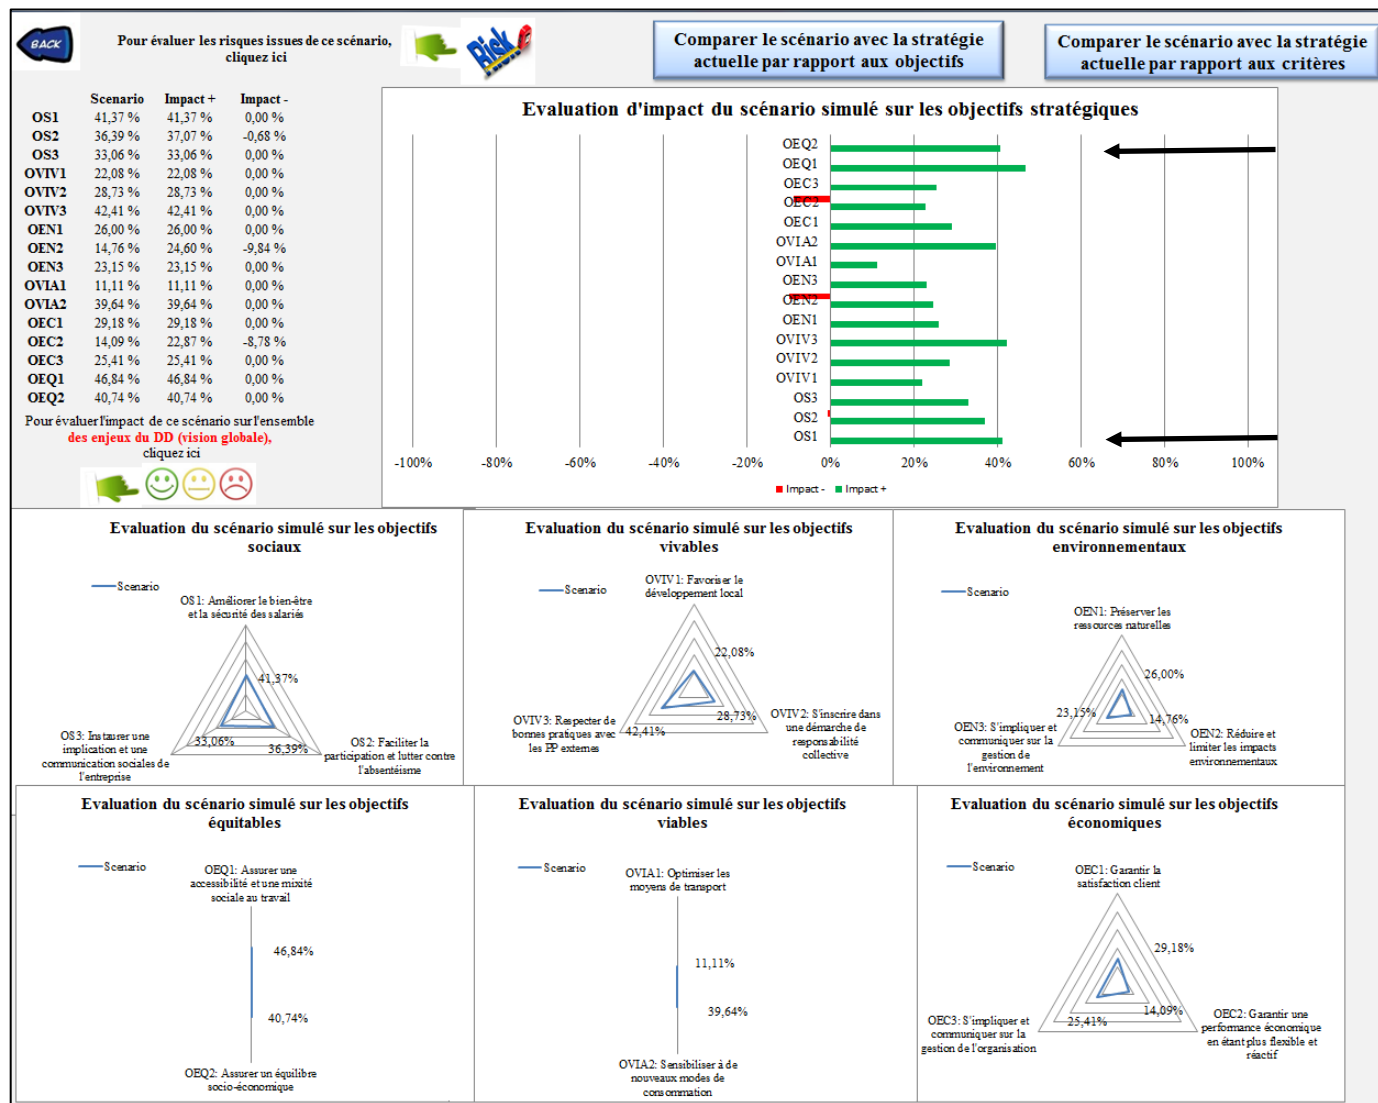 BACK
Pour évaluer les risques issues de ce scénario,
cliquez ici
Risk
Comparer le scénario avec la stratégie
actuelle par rapport aux objectifs
Comparer le scénario avec la stratégie
actuelle par rapport aux critères
Scenario Impact + Impact -
OS1 41,37 % 41,37 % 0,00 %
OS2 36,39 % 37,07 % -0,68 %
OS3 33,06 % 33,06 % 0,00 %
OVIV1 22,08 % 22,08 % 0,00 %
OVIV2 28,73 % 28,73 % 0,00 %
OVIV3 42,41 % 42,41 % 0,00 %
OEN1 26,00 % 26,00 % 0,00 %
OEN2 14,76 % 24,60 % -9,84 %
OEN3 23,15 % 23,15 % 0,00 %
OVIA1 11,11 % 11,11 % 0,00 %
OVIA2 39,64 % 39,64 % 0,00 %
OEC1 29,18 % 29,18 % 0,00 %
OEC2 14,09 % 22,87 % -8,78 %
OEC3 25,41 % 25,41 % 0,00 %
OEQ1 46,84 % 46,84 % 0,00 %
OEQ2 40,74 % 40,74 % 0,00 %
Pour évaluer l'impact de ce scénario sur l'ensemble
des enjeux du DD (vision globale),
cliquez ici
Evaluation d'impact du scénario simulé sur les objectifs stratégiques
OEQ2
OEQ1
OEC3
OEC2
OEC1
OVIA2
OVIA1
OEN3
OEN2
OEN1
OVIV3
OVIV2
OVIV1
OS3
OS2
OS1
-100% -80% -60% -40% -20% 0% 20% 40% 60% 80% 100%
Impact - Impact +
Evaluation du scénario simulé sur les objectifs
sociaux
Scenario
OS1: Améliorer le bien-être
et la sécurité des salariés
41,37%
33,06%
36,39%
OS3: Instaurer une
implication et une
communication sociales de
l'entreprise
OS2: Faciliter la
participation et lutter contre
l'absentéisme
Evaluation du scénario simulé sur les objectifs
vivables
Scenario
OVIV1: Favoriser le
développement local
22,08%
28,73%
42,41%
OVIV3: Respecter de
bonnes pratiques avec
les PP externes
OVIV2: S'inscrire dans
une démarche de
responsabilité
collective
Evaluation du scénario simulé sur les objectifs
environnementaux
Scenario
OEN1: Préserver les
ressources naturelles
26,00%
23,15%
14,76%
OEN3: S'impliquer et
communiquer sur la
gestion de
l'environnement
OEN2: Réduire et
limiter les impacts
environnementaux
Evaluation du scénario simulé sur les objectifs
équitables
Scenario
OEQ1: Assurer une
accessibilité et une mixité
sociale au travail
46,84%
40,74%
OEQ2: Assurer un équilibre
socio-économique
Evaluation du scénario simulé sur les objectifs
viables
Scenario
OVIA1: Optimiser les
moyens de transport
11,11%
39,64%
OVIA2: Sensibiliser à de
nouveaux modes de
consommation
Evaluation du scénario simulé sur les objectifs
économiques
Scenario
OEC1: Garantir la
satisfaction client
29,18%
14,09%
25,41%
OEC3: S'impliquer et
communiquer sur la
gestion de l'organisation
OEC2: Garantir une
performance économique
en étant plus flexible et
réactif